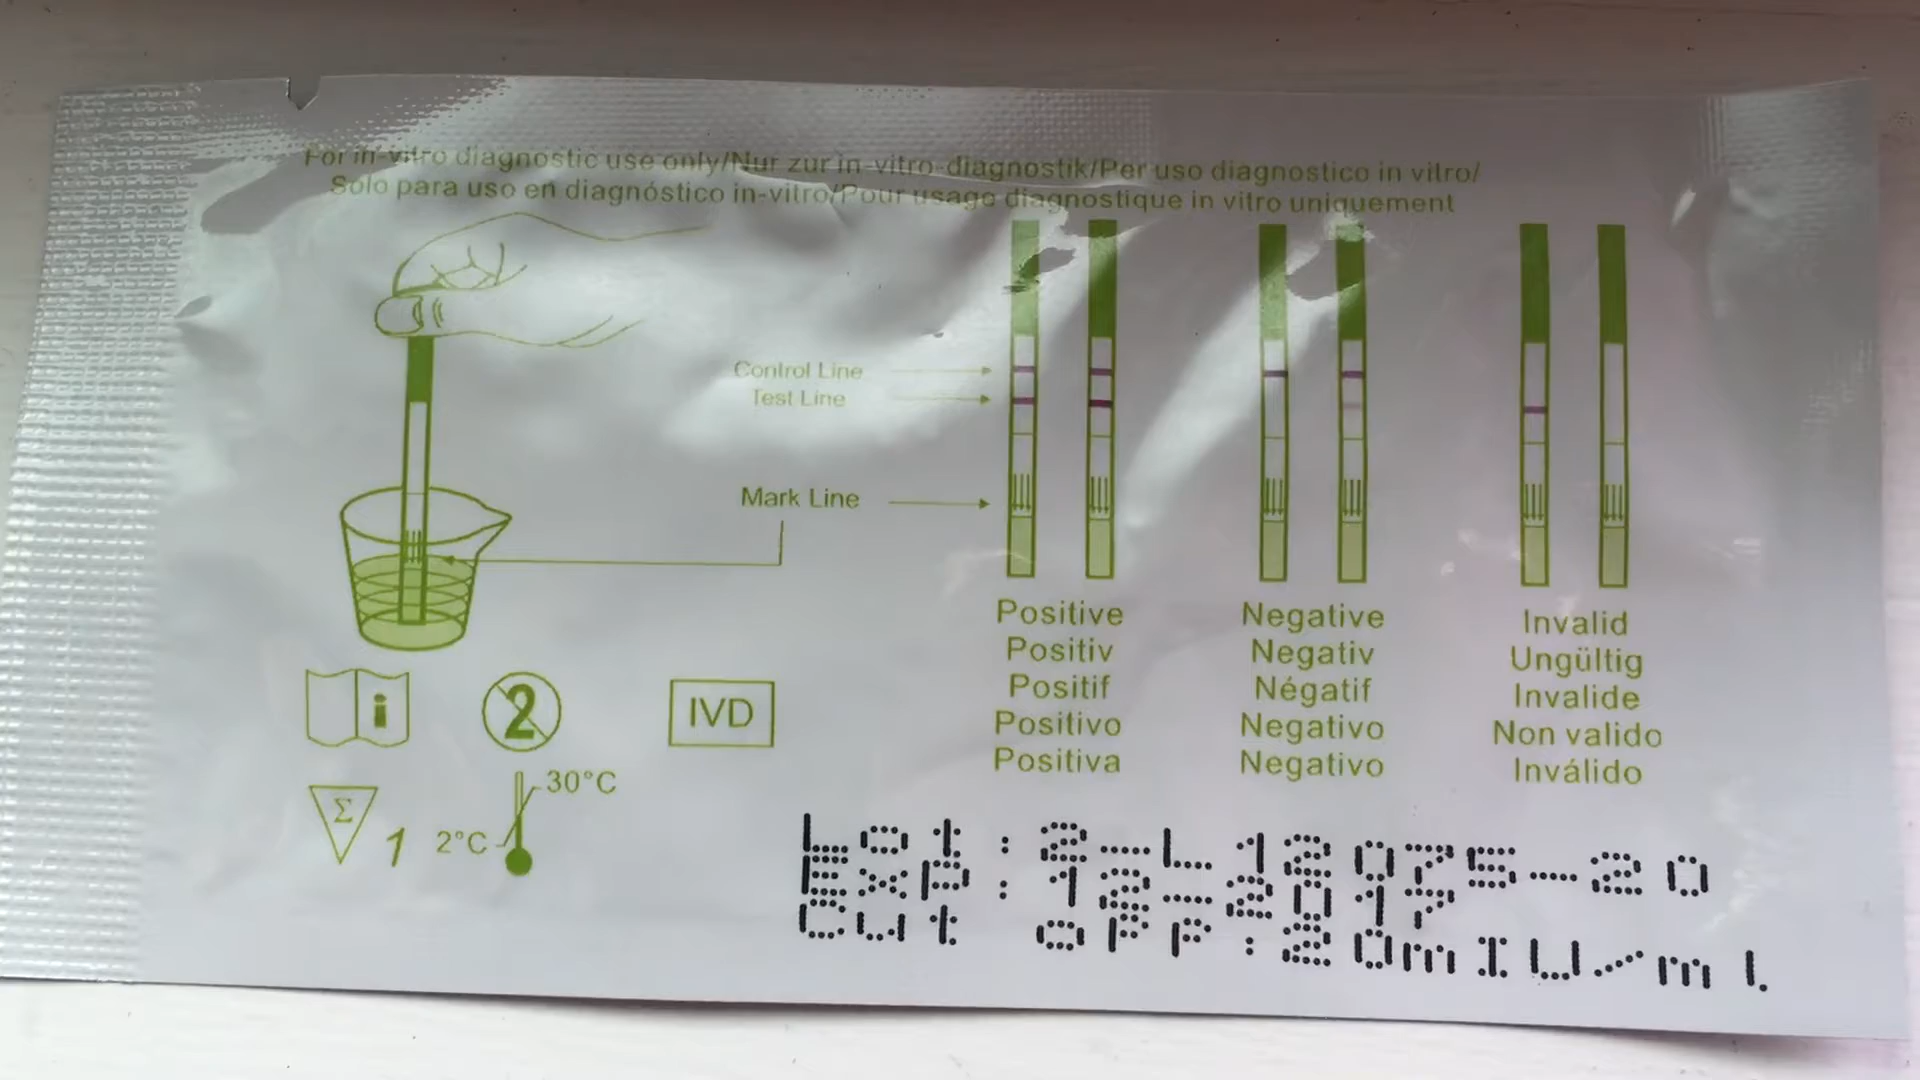 For in-vitro diagnostic use only/Nur zur in-vitro-diagnostik/Per uso diagnostico in vitro/
Solo para uso en diagnóstico in-vitro/Pour usage diagnostique in vitro uniquement
Control Line
Test Line
Mark Line
Positive
Positiv
Positif
Positivo
Positiva
Negative
Negativ
Négatif
Negativo
Negativo
Invalid
Ungültig
Invalide
Non valido
Inválido
i
2
IVD
Σ
1
2°C
30°C
Lot:2-L12075-20
Exp:12-2017
Cut off:20mIU/ml.